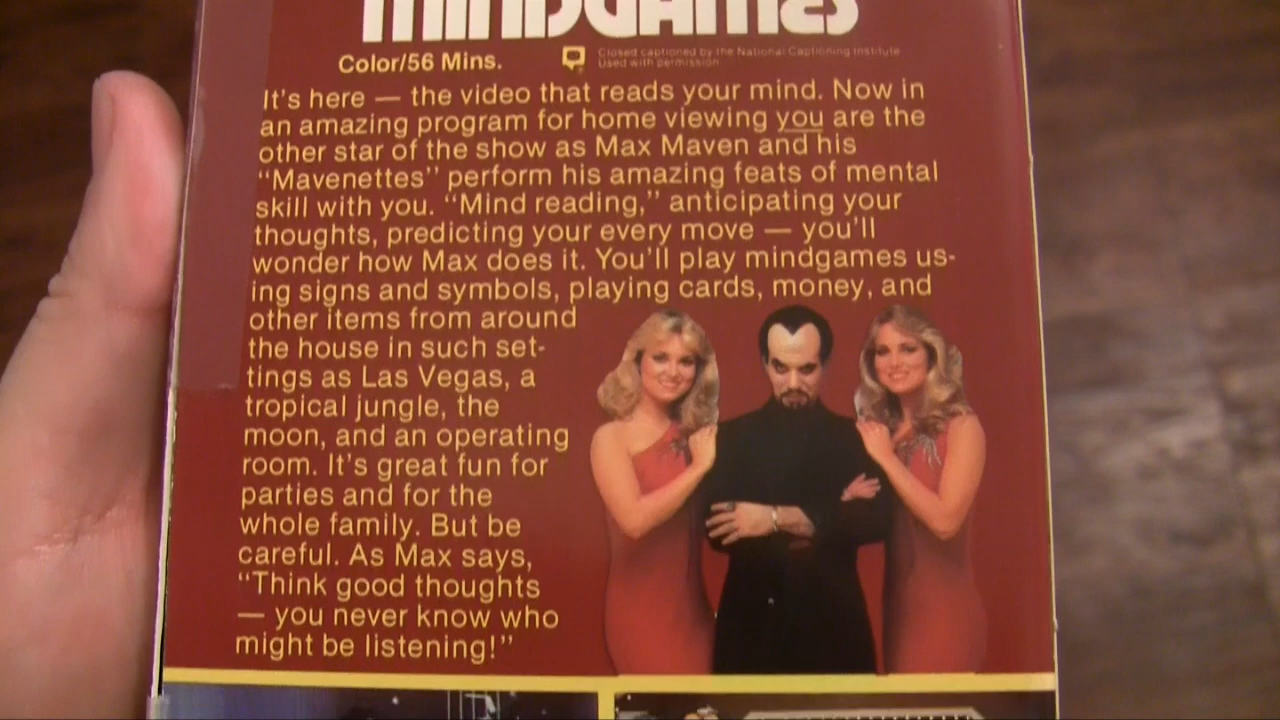 MINDGAMES
Color/56 Mins.
Closed captioned by the National Captioning Institute
Used with permission
It's here — the video that reads your mind. Now in
an amazing program for home viewing you are the
other star of the show as Max Maven and his
“Mavenettes” perform his amazing feats of mental
skill with you. “Mind reading,” anticipating your
thoughts, predicting your every move — you'll
wonder how Max does it. You'll play mindgames us-
ing signs and symbols, playing cards, money, and
other items from around
the house in such set-
tings as Las Vegas, a
tropical jungle, the
moon, and an operating
room. It's great fun for
parties and for the
whole family. But be
careful. As Max says,
“Think good thoughts
— you never know who
might be listening!”